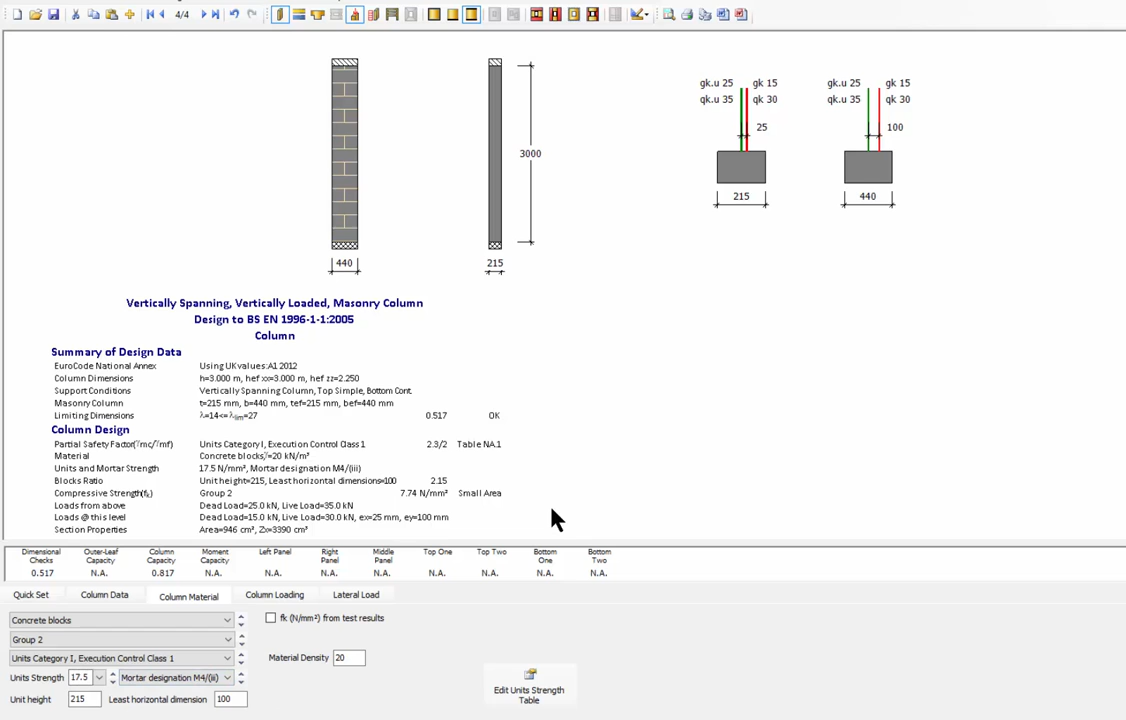 4/4
gk.u 25 gk 15 gk.u 25 gk 15
qk.u 35 qk 30 qk.u 35 qk 30
25 100
3000
215 440
440 215
Vertically Spanning, Vertically Loaded, Masonry Column
Design to BS EN 1996-1-1:2005
Column
Summary of Design Data
EuroCode National Annex Using UK values: A1 2012
Column Dimensions h=3.000 m, hef xx=3.000 m, hef zz=2.250
Support Conditions Vertically Spanning Column, Top Simple, Bottom Cont.
Masonry Column t=215 mm, b=440 mm, tef=215 mm, bef=440 mm
Limiting Dimensions λ=14<=λlim=27 0.517 OK
Column Design
Partial Safety Factor(γmc/γmf) Units Category I, Execution Control Class 1 2.3/2 Table NA.1
Material Concrete blocks,γ=20 kN/m³
Units and Mortar Strength 17.5 N/mm², Mortar designation M4/(iii)
Blocks Ratio Unit height=215, Least horizontal dimensions=100 2.15
Compressive Strength(fk) Group 2 7.74 N/mm² Small Area
Loads from above Dead Load=25.0 kN, Live Load=35.0 kN
Loads @ this level Dead Load=15.0 kN, Live Load=30.0 kN, ex=25 mm, ey=100 mm
Section Properties Area=946 cm², Zx=3390 cm³
Dimensional Checks Outer-Leaf Capacity Column Capacity Moment Capacity Left Panel Right Panel Middle Panel Top One Top Two Bottom One Bottom Two
0.517 N.A. 0.817 N.A. N.A. N.A. N.A. N.A. N.A. N.A. N.A.
Quick Set Column Data Column Material Column Loading Lateral Load
Concrete blocks fk (N/mm²) from test results
Group 2
Units Category I, Execution Control Class 1 Material Density 20
Units Strength 17.5 Mortar designation M4/(iii)
Unit height 215 Least horizontal dimension 100
Edit Units Strength
Table